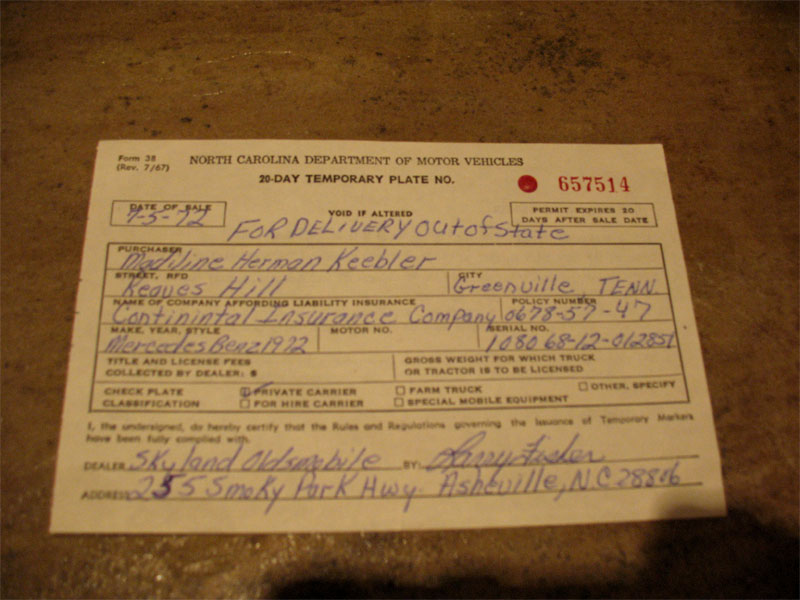 Form 38 NORTH CAROLINA DEPARTMENT OF MOTOR VEHICLES
(Rev. 7/67)
20-DAY TEMPORARY PLATE NO. 657514
DATE OF SALE VOID IF ALTERED PERMIT EXPIRES 20
7-5-72 DAYS AFTER SALE DATE
FOR DELIVERY Out of State
PURCHASER
Madiline Herman Keebler
STREET, RFD CITY
Reaves Hill Greenville, TENN.
NAME OF COMPANY AFFORDING LIABILITY INSURANCE POLICY NUMBER
Continintal Insurance Company 0678-57-47
MAKE, YEAR, STYLE MOTOR NO. SERIAL NO.
Mercedes Benz 1972 108068-12-012851
TITLE AND LICENSE FEES GROSS WEIGHT FOR WHICH TRUCK
COLLECTED BY DEALER: $ OR TRACTOR IS TO BE LICENSED
CHECK PLATE PRIVATE CARRIER FARM TRUCK OTHER, SPECIFY
CLASSIFICATION FOR HIRE CARRIER SPECIAL MOBILE EQUIPMENT
I, the undersigned, do hereby certify that the Rules and Regulations governing the issuance of Temporary Markers
have been fully complied with.
DEALER Skyland Oldsmobile BY: Larry Fisher
ADDRESS 255 Smoky Park Hwy. Asheville, N.C 28806